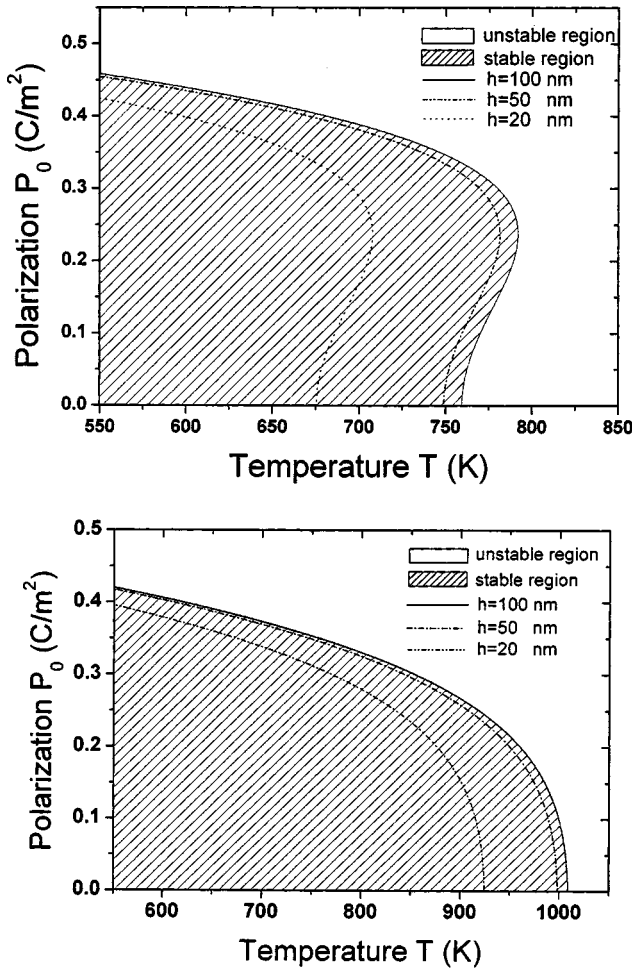 0.5
0.4
0.3
0.2
0.1
0.0
Polarization P₀ (C/m²)
unstable region
stable region
h=100 nm
h=50 nm
h=20 nm
550 600 650 700 750 800 850
Temperature T (K)
0.5
0.4
0.3
0.2
0.1
0.0
Polarization P₀ (C/m²)
unstable region
stable region
h=100 nm
h=50 nm
h=20 nm
600 700 800 900 1000
Temperature T (K)